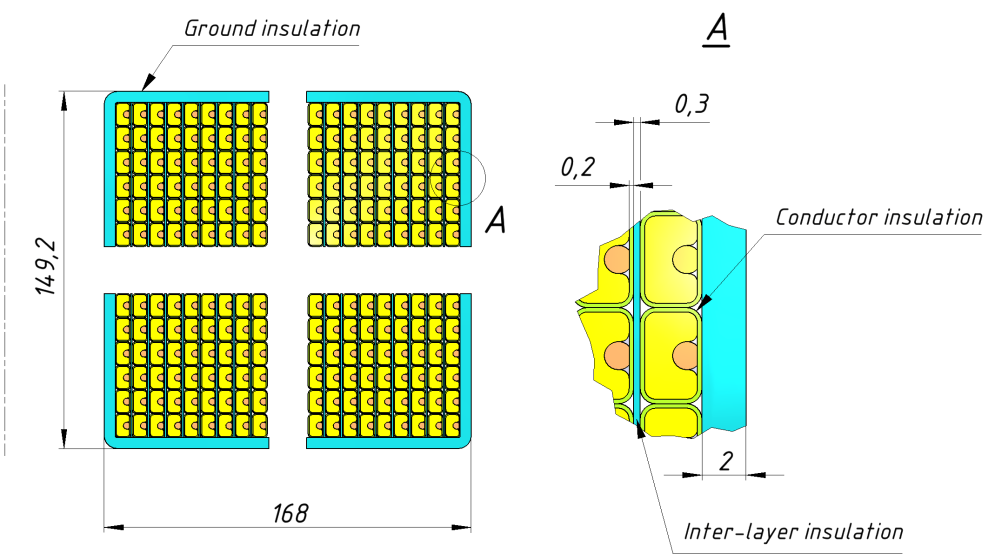 Ground insulation
A
0,3
0,2
Conductor insulation
A
149,2
2
168
Inter-layer insulation